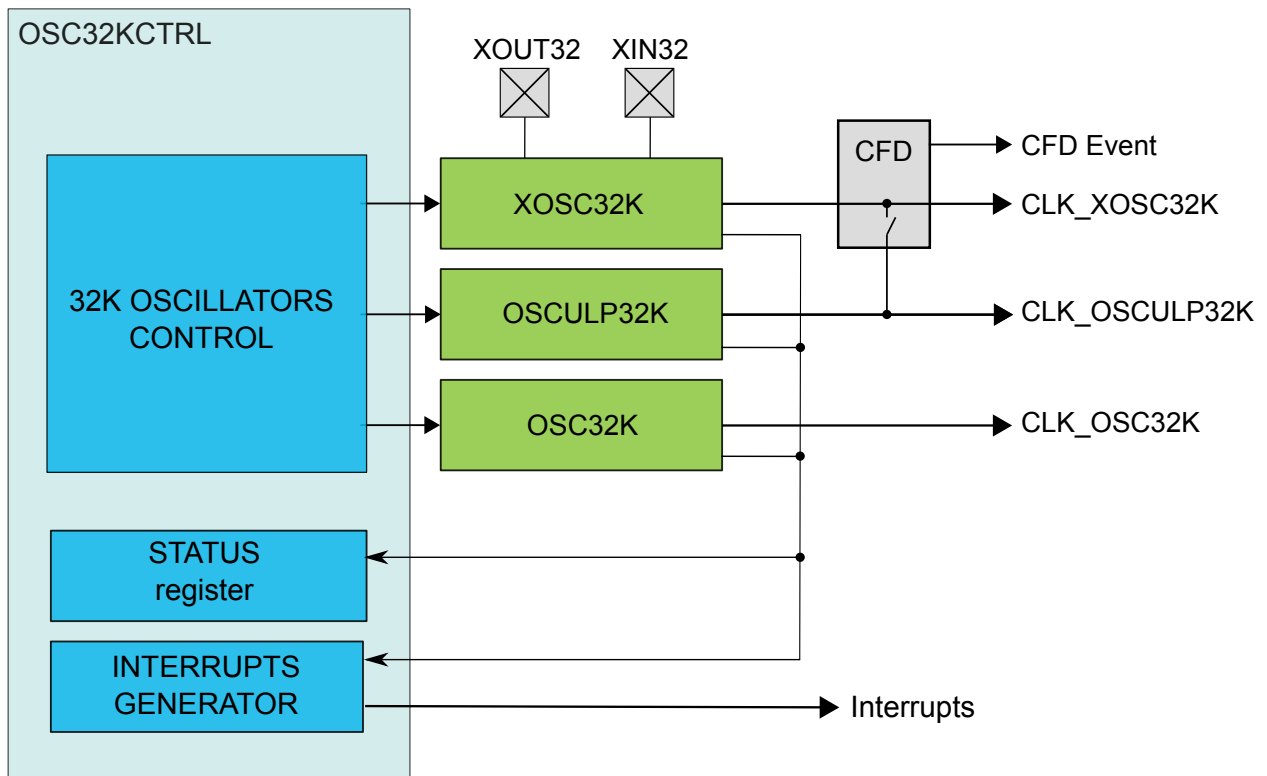 OSC32KCTRL
XOUT32
XIN32
CFD
CFD Event
XOSC32K
CLK_XOSC32K
32K OSCILLATORS
CONTROL
OSCULP32K
CLK_OSCULP32K
OSC32K
CLK_OSC32K
STATUS
register
INTERRUPTS
GENERATOR
Interrupts